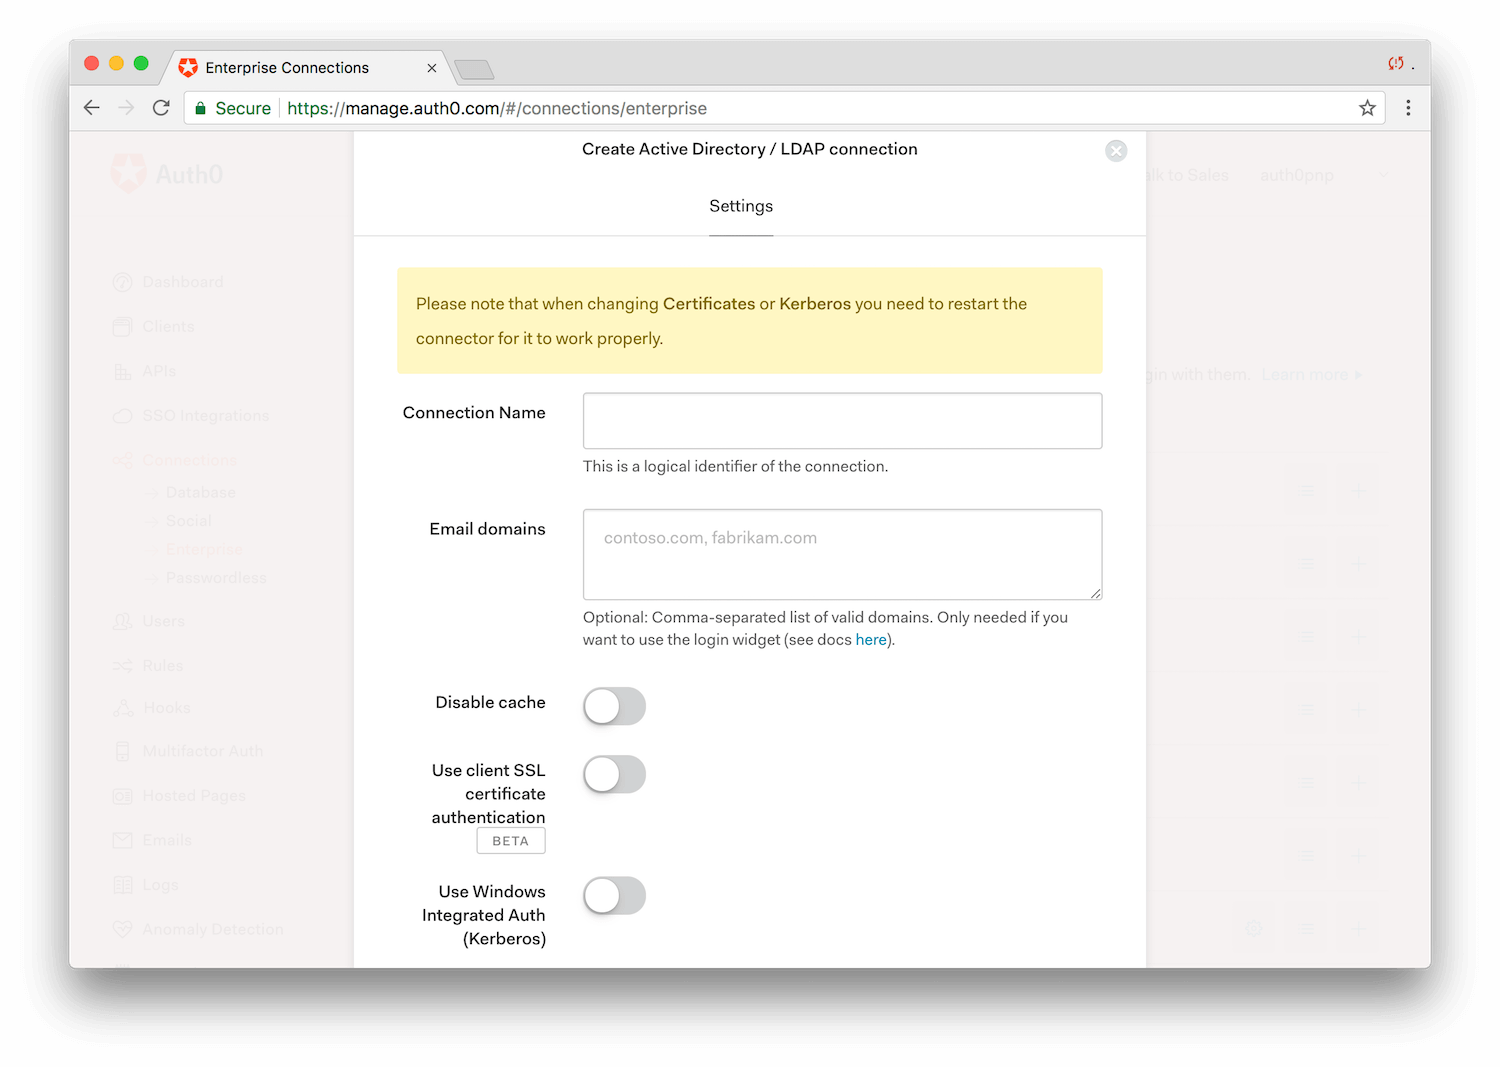 Enterprise Connections
Secure https://manage.auth0.com/#/connections/enterprise
Create Active Directory / LDAP connection
Auth0
to Sales
auth0pnp
Settings
Dashboard
Clients
APIs
SSO Integrations
Connections
Database
Social
Enterprise
Passwordless
Users
Rules
Hooks
Multifactor Auth
Hosted Pages
Emails
Logs
Anomaly Detection
with them. Learn more
Please note that when changing Certificates or Kerberos you need to restart the
connector for it to work properly.
Connection Name
This is a logical identifier of the connection.
Email domains
contoso.com, fabrikam.com
Optional: Comma-separated list of valid domains. Only needed if you
want to use the login widget (see docs here).
Disable cache
Use client SSL
certificate
authentication
BETA
Use Windows
Integrated Auth
(Kerberos)